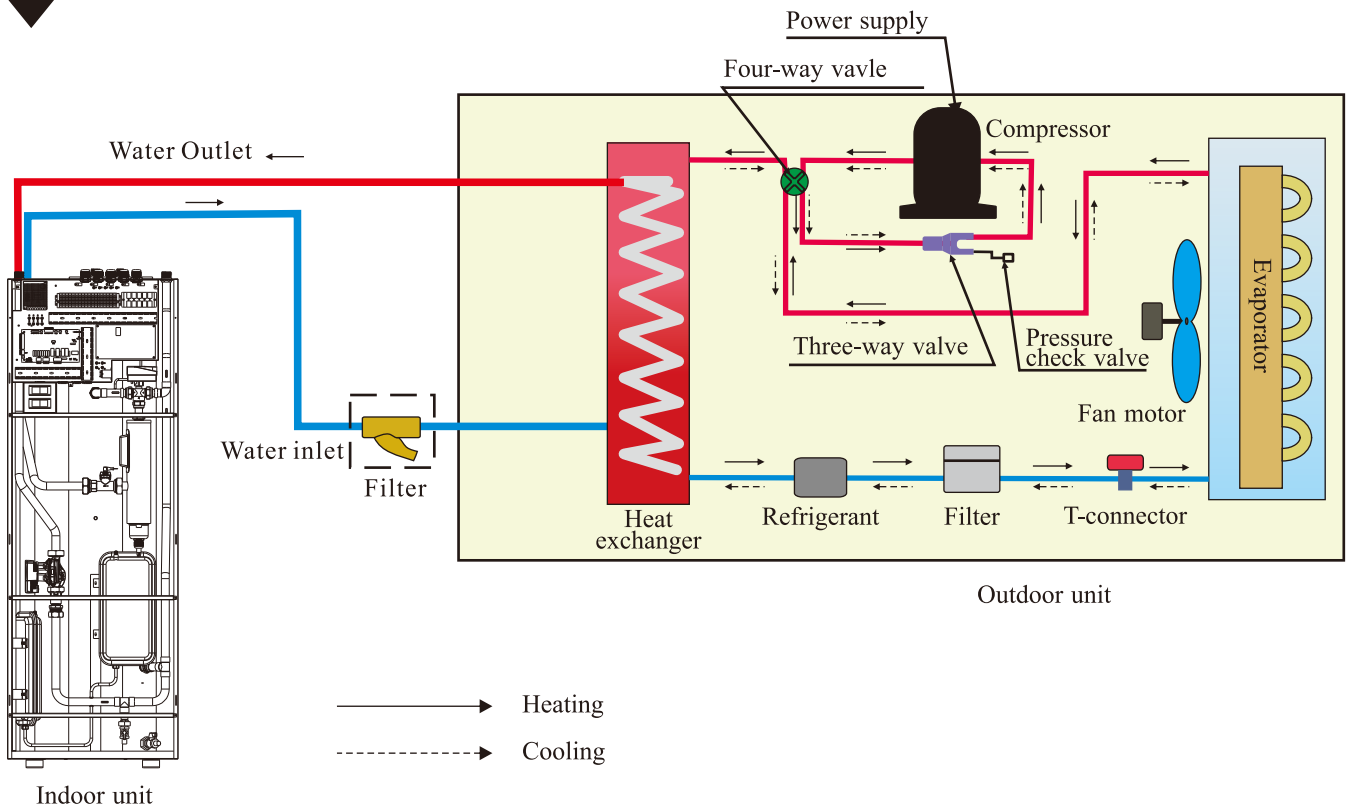 Power supply
Four-way vavle
Compressor
Water Outlet
Evaporator
Three-way valve
Pressure
check valve
Fan motor
Water inlet
Filter
Heat
exchanger
Refrigerant
Filter
T-connector
Outdoor unit
Heating
Cooling
Indoor unit